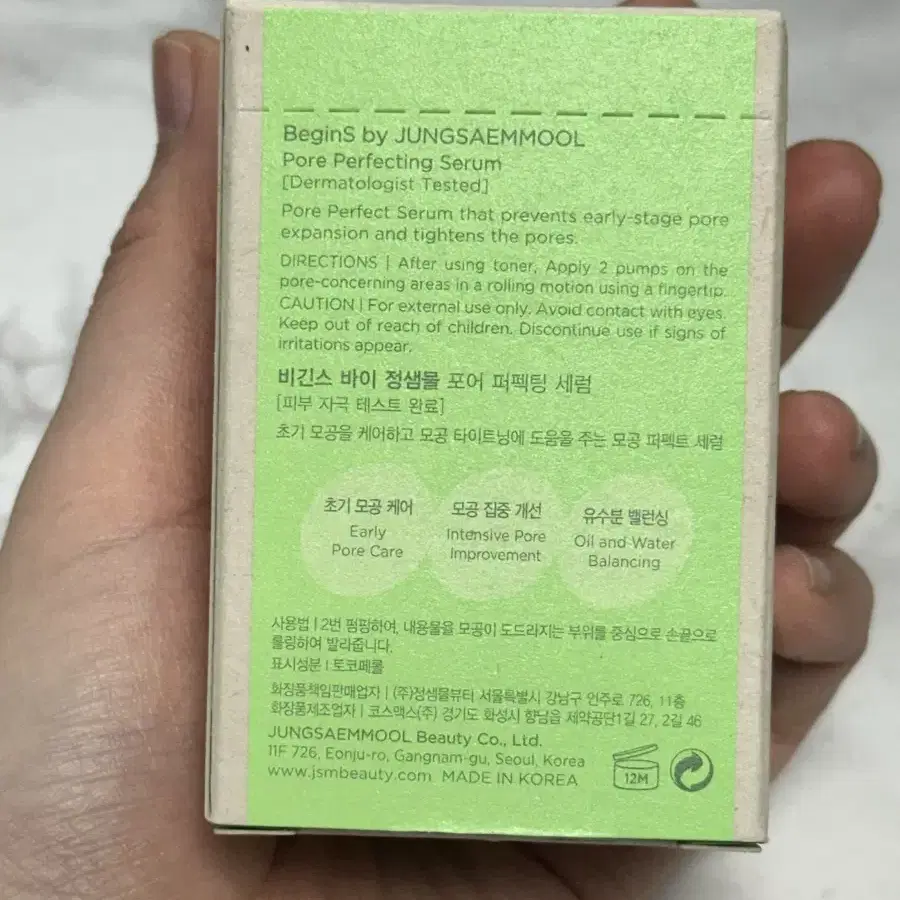 BeginS by JUNGSAEMMOOL
Pore Perfecting Serum
[Dermatologist Tested]
Pore Perfect Serum that prevents early-stage pore
expansion and tightens the pores.
DIRECTIONS | After using toner, Apply 2 pumps on the
pore-concerning areas in a rolling motion using a fingertip.
CAUTION | For external use only. Avoid contact with eyes.
Keep out of reach of children. Discontinue use if signs of
irritations appear.
비긴스 바이 정샘물 포어 퍼펙팅 세럼
[피부 자극 테스트 완료]
초기 모공을 케어하고 모공 타이트닝에 도움을 주는 모공 퍼펙트 세럼
초기 모공 케어
Early
Pore Care
모공 집중 개선
Intensive Pore
Improvement
유수분 밸런싱
Oil and Water
Balancing
사용법 | 2번 펌핑하여, 내용물을 모공이 도드라지는 부위를 중심으로 손끝으로
롤링하여 발라줍니다.
표시성분 | 토코페롤
화장품책임판매업자 | (주)정샘물뷰티 서울특별시 강남구 언주로 726, 11층
화장품제조업자 | 코스맥스(주) 경기도 화성시 향남읍 제약공단1길 27, 2길 46
JUNGSAEMMOOL Beauty Co., Ltd.
11F 726, Eonju-ro, Gangnam-gu, Seoul, Korea
www.jsmbeauty.com MADE IN KOREA
12M